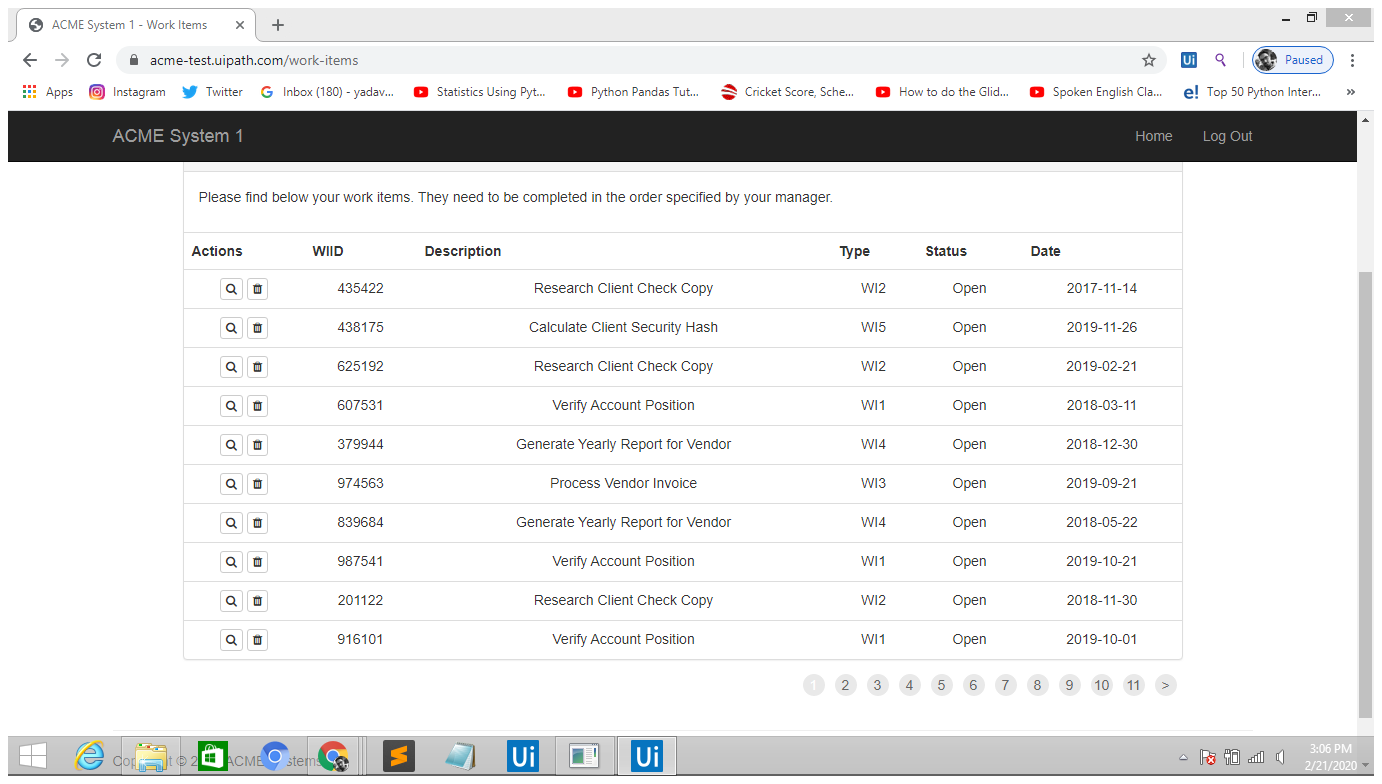 ACME System 1 - Work Items
acme-test.uipath.com/work-items
Ui
Paused
Apps Instagram Twitter Inbox (180) - yadav... Statistics Using Pyt... Python Pandas Tut... Cricket Score, Sche... How to do the Glid... Spoken English Cla... e! Top 50 Python Inter... »
ACME System 1 Home Log Out
Please find below your work items. They need to be completed in the order specified by your manager.
Actions WIID Description Type Status Date
435422 Research Client Check Copy WI2 Open 2017-11-14
438175 Calculate Client Security Hash WI5 Open 2019-11-26
625192 Research Client Check Copy WI2 Open 2019-02-21
607531 Verify Account Position WI1 Open 2018-03-11
379944 Generate Yearly Report for Vendor WI4 Open 2018-12-30
974563 Process Vendor Invoice WI3 Open 2019-09-21
839684 Generate Yearly Report for Vendor WI4 Open 2018-05-22
987541 Verify Account Position WI1 Open 2019-10-21
201122 Research Client Check Copy WI2 Open 2018-11-30
916101 Verify Account Position WI1 Open 2019-10-01
1 2 3 4 5 6 7 8 9 10 11 >
ACME
Ui Ui
3:06 PM
2/21/2020